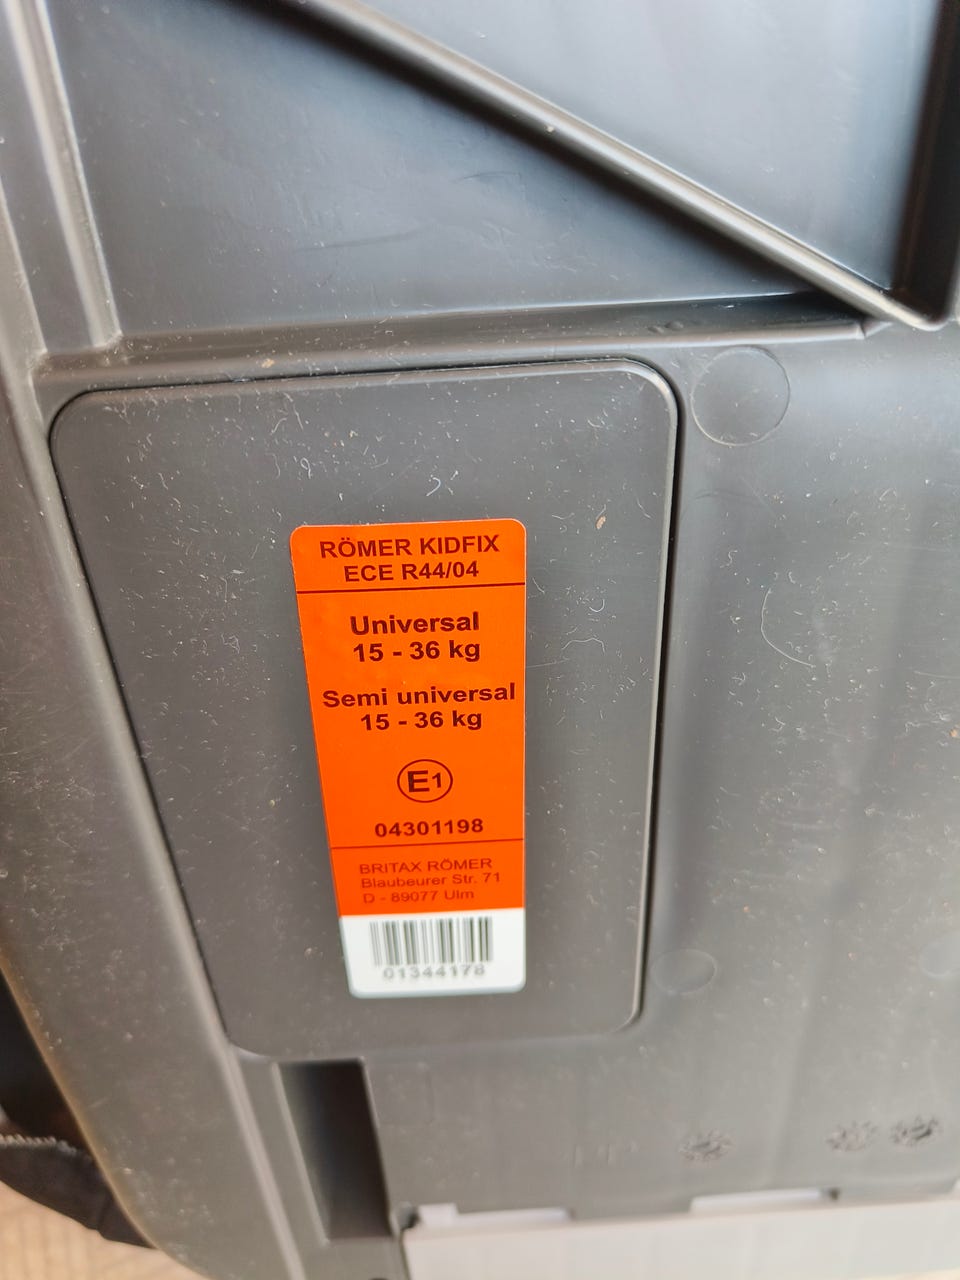 RÖMER KIDFIX
ECE R44/04
Universal
15 - 36 kg
Semi universal
15 - 36 kg
E1
04301198
BRITAX RÖMER
Blaubeurer Str. 71
D - 89077 Ulm
01344178